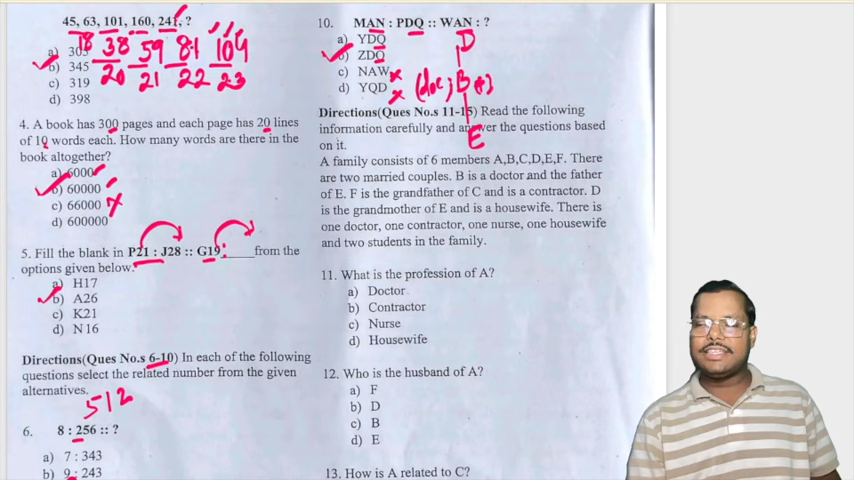 45, 63, 101, 160, 241, ?
18 38 59 81 104
20 21 22 23
a) 303
b) 345
c) 319
d) 398
4. A book has 300 pages and each page has 20 lines
of 10 words each. How many words are there in the
book altogether?
a) 6000
b) 60000
c) 66000
d) 600000
5. Fill the blank in P21 : J28 :: G19 : ____ from the
options given below.
a) H17
b) A26
c) K21
d) N16
Directions(Ques No.s 6-10) In each of the following
questions select the related number from the given
alternatives.
512
6. 8 : 256 :: ?
a) 7 : 343
b) 9 : 243
10. MAN : PDQ :: WAN : ?
a) YDQ
b) ZDQ
c) NAW
d) YQD
D
(doc) B (+)
E
Directions(Ques No.s 11-15) Read the following
information carefully and answer the questions based
on it.
A family consists of 6 members A,B,C,D,E,F. There
are two married couples. B is a doctor and the father
of E. F is the grandfather of C and is a contractor. D
is the grandmother of E and is a housewife. There is
one doctor, one contractor, one nurse, one housewife
and two students in the family.
11. What is the profession of A?
a) Doctor
b) Contractor
c) Nurse
d) Housewife
12. Who is the husband of A?
a) F
b) D
c) B
d) E
13. How is A related to C?